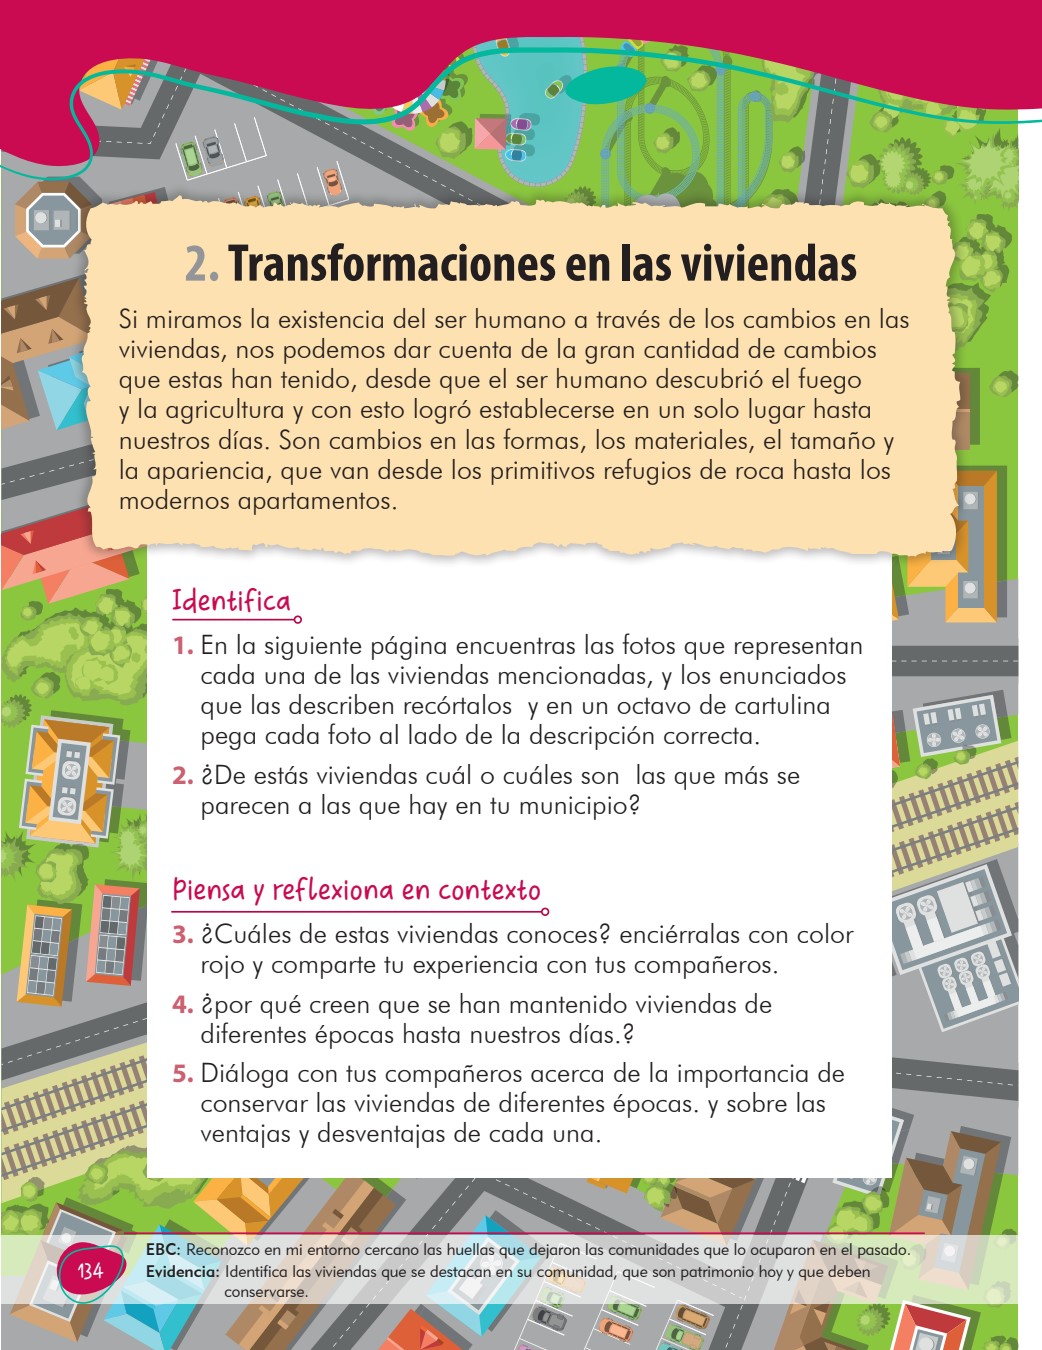 2. Transformaciones en las viviendas
Si miramos la existencia del ser humano a través de los cambios en las
viviendas, nos podemos dar cuenta de la gran cantidad de cambios
que estas han tenido, desde que el ser humano descubrió el fuego
y la agricultura y con esto logró establecerse en un solo lugar hasta
nuestros días. Son cambios en las formas, los materiales, el tamaño y
la apariencia, que van desde los primitivos refugios de roca hasta los
modernos apartamentos.
Identifica
1. En la siguiente página encuentras las fotos que representan
cada una de las viviendas mencionadas, y los enunciados
que las describen recórtalos y en un octavo de cartulina
pega cada foto al lado de la descripción correcta.
2. ¿De estás viviendas cuál o cuáles son las que más se
parecen a las que hay en tu municipio?
Piensa y reflexiona en contexto
3. ¿Cuáles de estas viviendas conoces? enciérralas con color
rojo y comparte tu experiencia con tus compañeros.
4. ¿por qué creen que se han mantenido viviendas de
diferentes épocas hasta nuestros días.?
5. Diáloga con tus compañeros acerca de la importancia de
conservar las viviendas de diferentes épocas. y sobre las
ventajas y desventajas de cada una.
EBC: Reconozco en mi entorno cercano las huellas que dejaron las comunidades que lo ocuparon en el pasado.
Evidencia: Identifica las viviendas que se destacan en su comunidad, que son patrimonio hoy y que deben
conservarse.
134